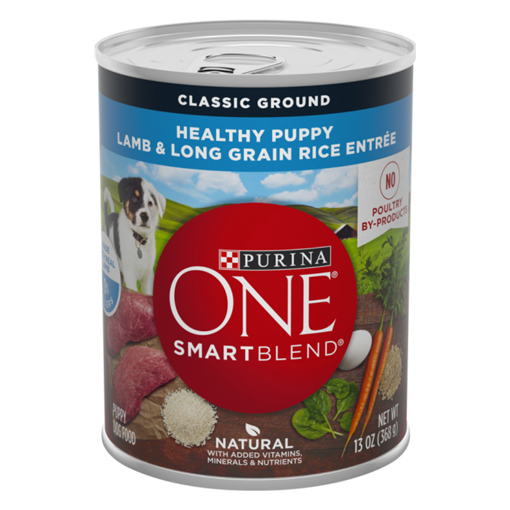 CLASSIC GROUND
HEALTHY PUPPY
LAMB & LONG GRAIN RICE ENTRÉE
NO
POULTRY
BY-PRODUCTS
PURINA
ONE®
SMARTBLEND®
PUPPY
DOG FOOD
NATURAL
WITH ADDED VITAMINS,
MINERALS & NUTRIENTS
NET WT
13 OZ (368 g)